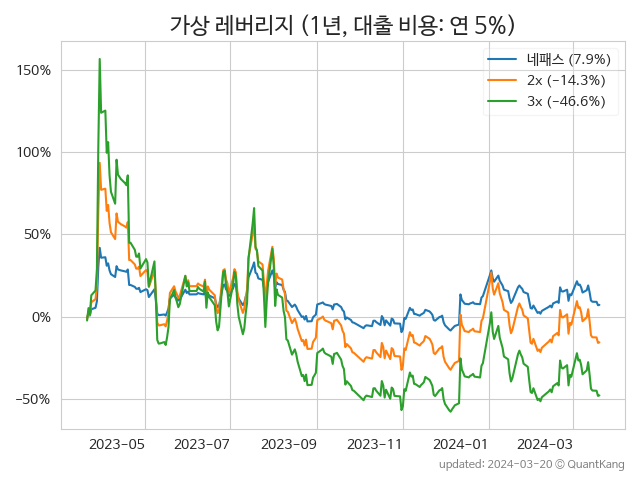 가상 레버리지 (1년, 대출 비용: 연 5%)
네패스 (7.9%)
2x (−14.3%)
3x (−46.6%)
150%
100%
50%
0%
−50%
2023-05 2023-07 2023-09 2023-11 2024-01 2024-03
updated: 2024-03-20 © QuantKang